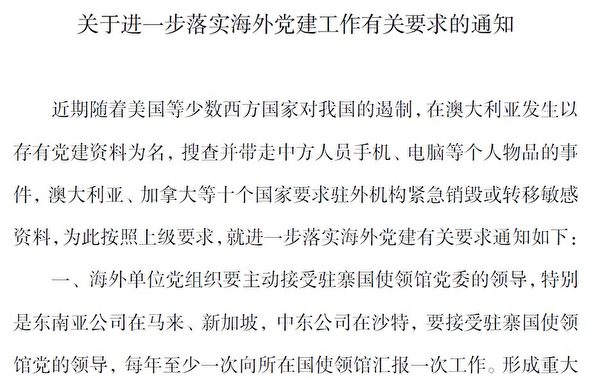 关于进一步落实海外党建工作有关要求的通知
近期随着美国等少数西方国家对我国的遏制，在澳大利亚发生以
存有党建资料为名，搜查并带走中方人员手机、电脑等个人物品的事
件，澳大利亚、加拿大等十个国家要求驻外机构紧急销毁或转移敏感
资料，为此按照上级要求，就进一步落实海外党建有关要求通知如下：
一、海外单位党组织要主动接受驻寨国使领馆党委的领导，特别
是东南亚公司在马来、新加坡，中东公司在沙特，要接受驻寨国使领
馆党的领导，每年至少一次向所在国使领馆汇报一次工作。形成重大